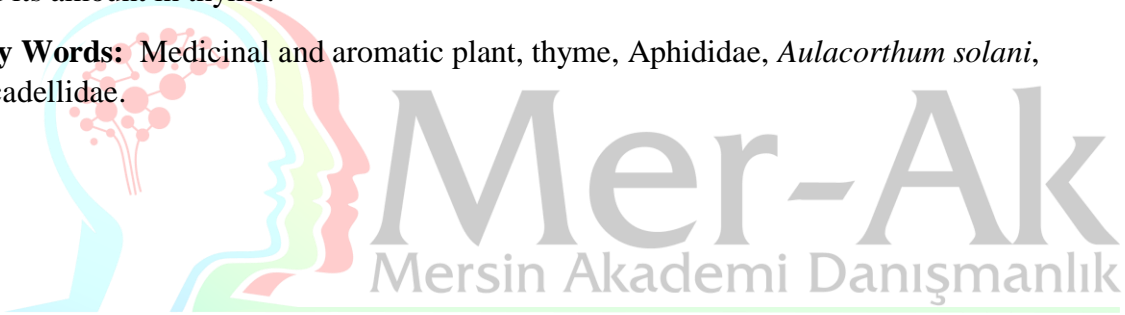 its amount in thyme.
y Words: Medicinal and aromatic plant, thyme, Aphididae, Aulacorthum solani,
cadellidae.
Mer-Ak
Mersin Akademi Danışmanlık